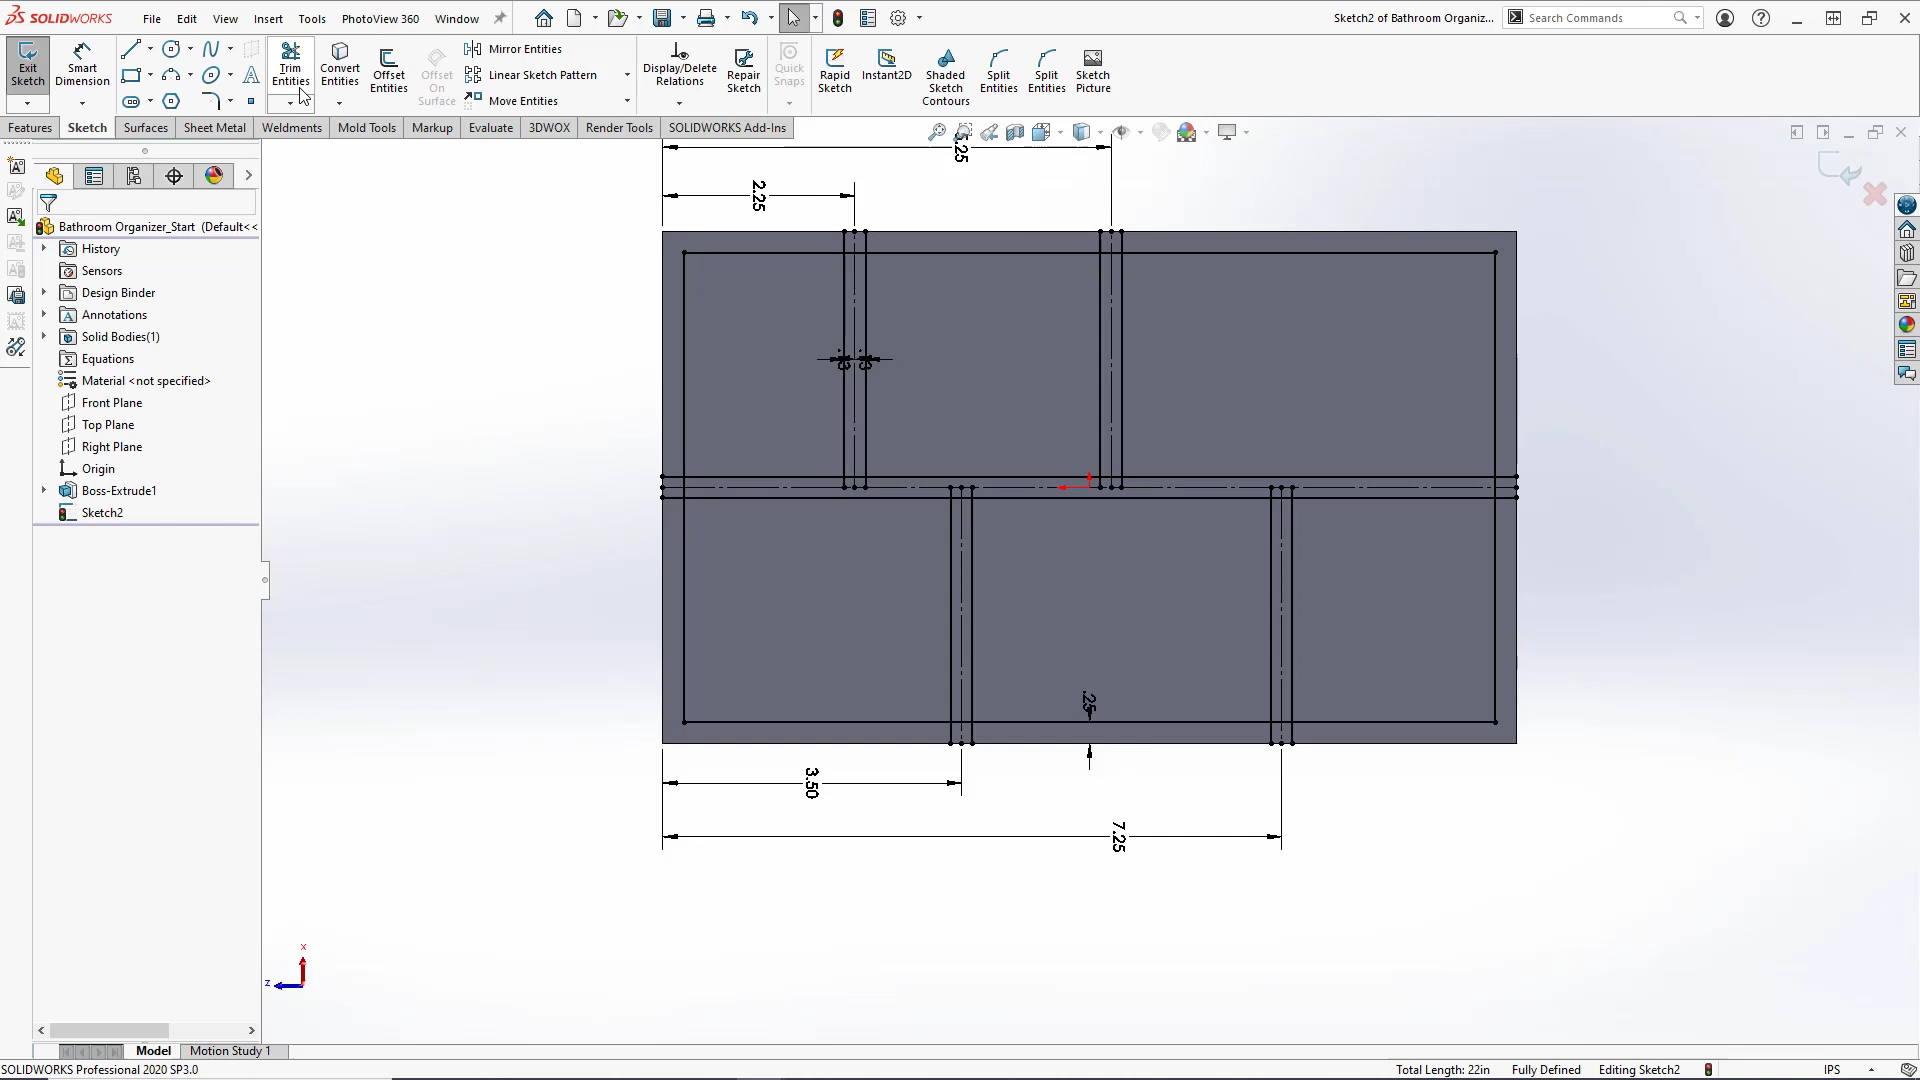 SOLIDWORKS
File Edit View Insert Tools PhotoView 360 Window
Sketch2 of Bathroom Organiz...
Search Commands
Exit Sketch
Smart Dimension
Trim Entities
Convert Entities
Offset Entities
Offset On Surface
Mirror Entities
Linear Sketch Pattern
Move Entities
Display/Delete Relations
Repair Sketch
Quick Snaps
Rapid Sketch
Instant2D
Shaded Sketch Contours
Split Entities
Split Entities
Sketch Picture
Features Sketch Surfaces Sheet Metal Weldments Mold Tools Markup Evaluate 3DWOX Render Tools SOLIDWORKS Add-Ins
Bathroom Organizer_Start (Default<<
History
Sensors
Design Binder
Annotations
Solid Bodies(1)
Equations
Material <not specified>
Front Plane
Top Plane
Right Plane
Origin
Boss-Extrude1
Sketch2
2.25
.25
3.50
7.25
x
z
Model Motion Study 1
SOLIDWORKS Professional 2020 SP3.0
Total Length: 22in Fully Defined Editing Sketch2 IPS